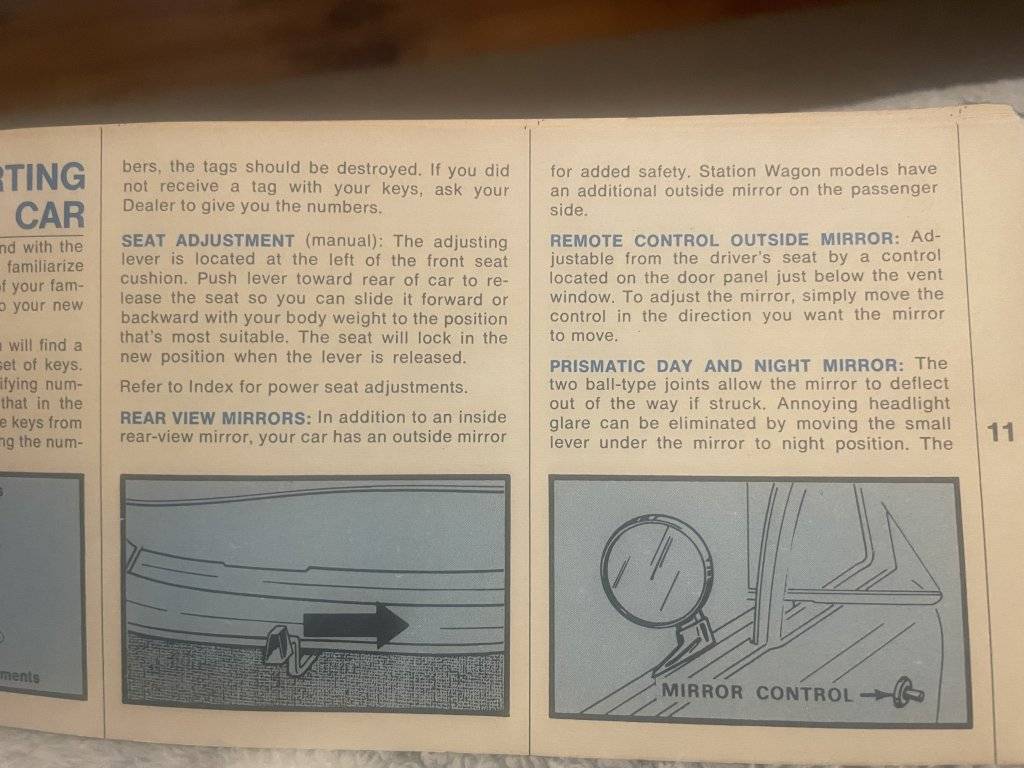 RTING
CAR
nd with the
familiarize
of your fam-
o your new
will find a
set of keys.
ifying num-
that in the
e keys from
ng the num-
ments
bers, the tags should be destroyed. If you did
not receive a tag with your keys, ask your
Dealer to give you the numbers.
SEAT ADJUSTMENT (manual): The adjusting
lever is located at the left of the front seat
cushion. Push lever toward rear of car to re-
lease the seat so you can slide it forward or
backward with your body weight to the position
that's most suitable. The seat will lock in the
new position when the lever is released.
Refer to Index for power seat adjustments.
REAR VIEW MIRRORS: In addition to an inside
rear-view mirror, your car has an outside mirror
for added safety. Station Wagon models have
an additional outside mirror on the passenger
side.
REMOTE CONTROL OUTSIDE MIRROR: Ad-
justable from the driver's seat by a control
located on the door panel just below the vent
window. To adjust the mirror, simply move the
control in the direction you want the mirror
to move.
PRISMATIC DAY AND NIGHT MIRROR: The
two ball-type joints allow the mirror to deflect
out of the way if struck. Annoying headlight
glare can be eliminated by moving the small
lever under the mirror to night position. The
MIRROR CONTROL
11